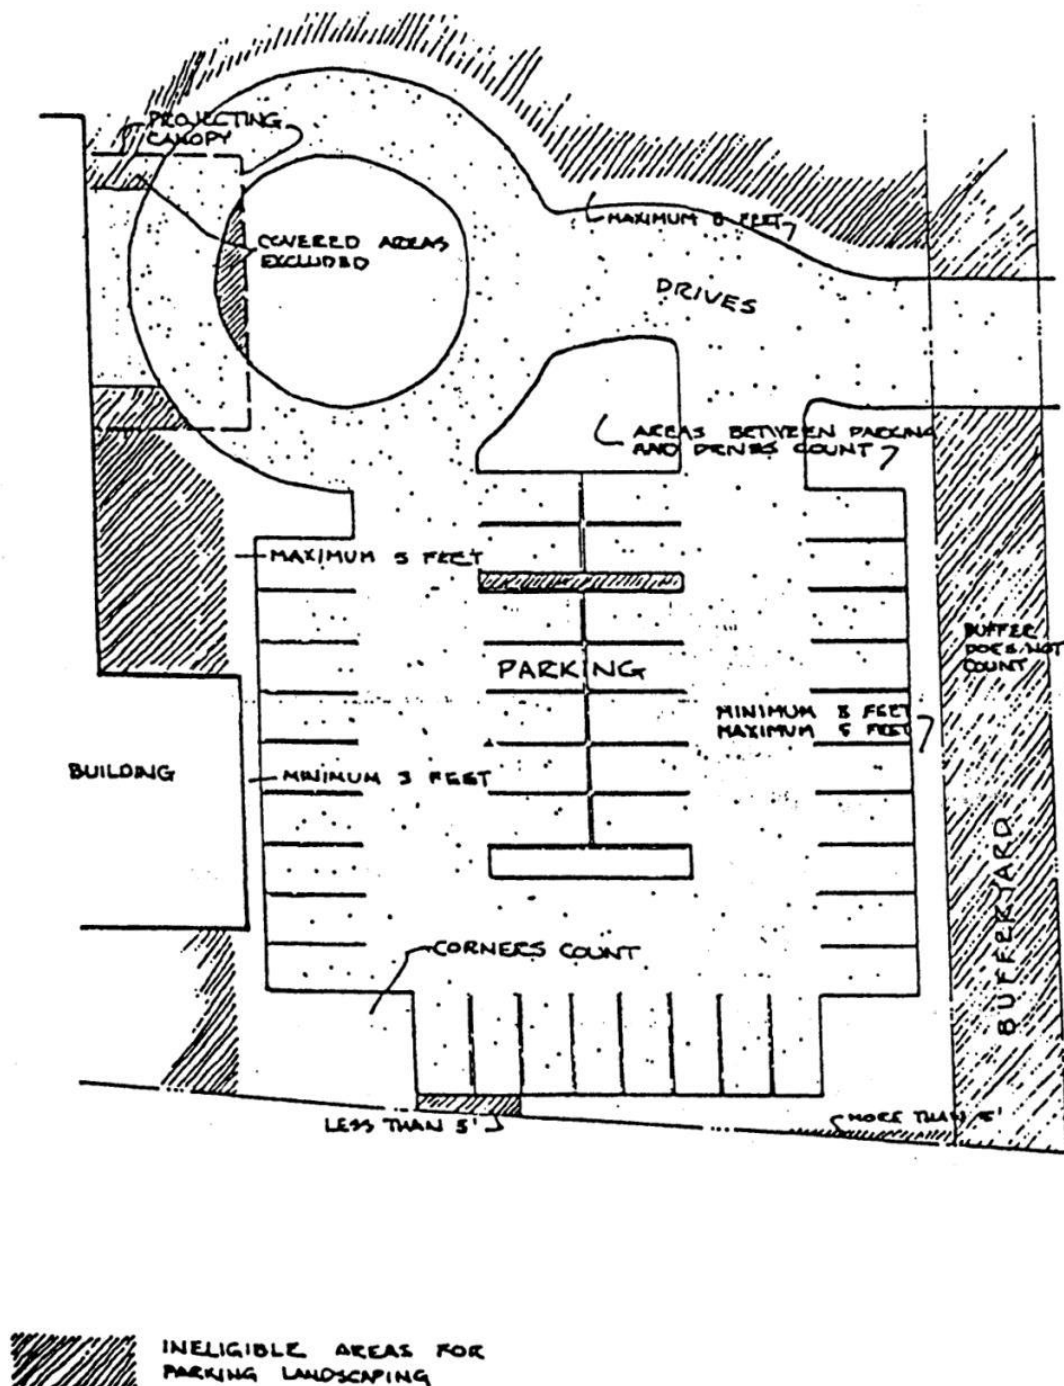 PROJECTING
CANOPY
COVERED AREAS
EXCLUDED
MAXIMUM 8 FEET
DRIVES
AREAS BETWEEN PARKING
AND DRIVES COUNT
MAXIMUM 5 FEET
BUFFER
DOES NOT
COUNT
PARKING
MINIMUM 3 FEET
MAXIMUM 5 FEET
BUILDING
MINIMUM 3 FEET
BUFFERYARD
CORNERS COUNT
LESS THAN 5'
MORE THAN 5'
INELIGIBLE AREAS FOR
PARKING LANDSCAPING